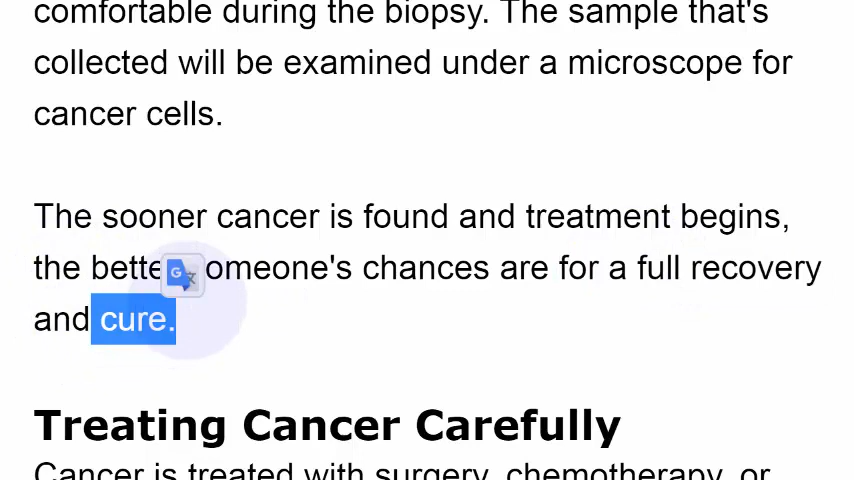 comfortable during the biopsy. The sample that's
collected will be examined under a microscope for
cancer cells.
The sooner cancer is found and treatment begins,
the bette omeone's chances are for a full recovery
and cure.
Treating Cancer Carefully
Cancer is treated with surgery, chemotherapy, or